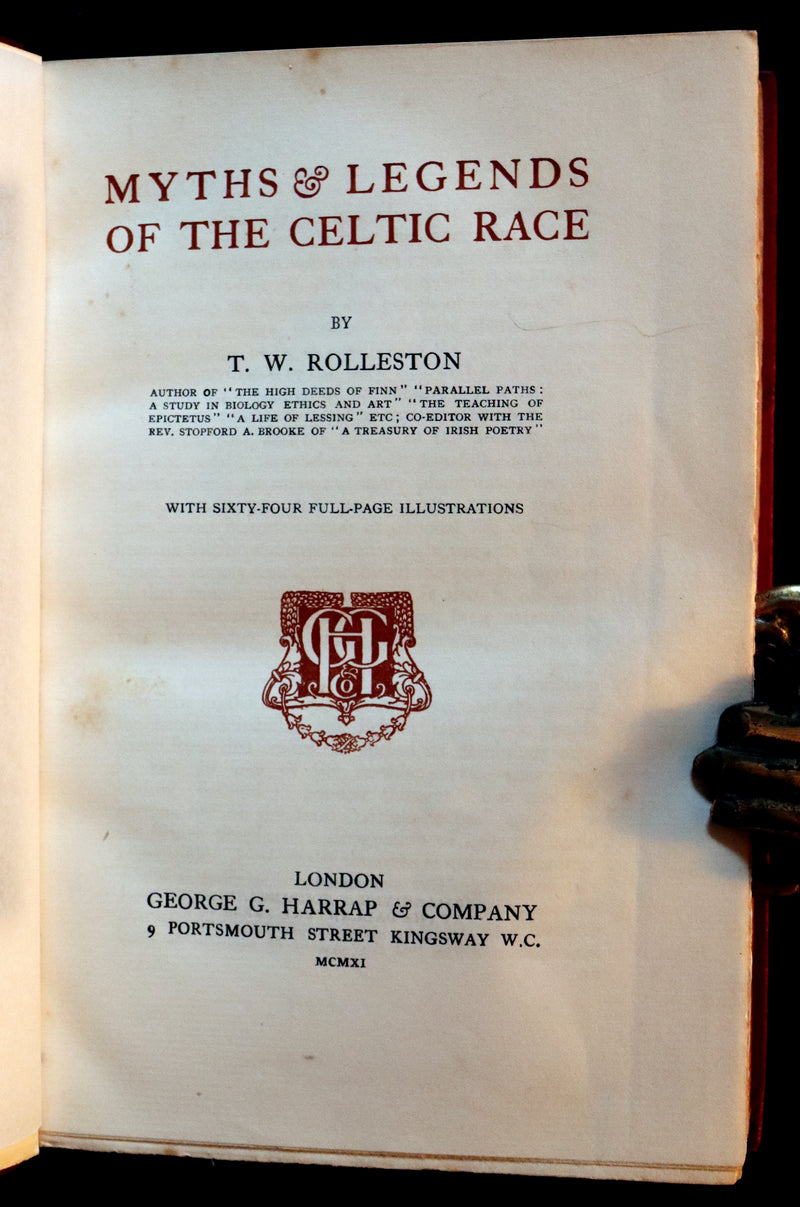 MYTHS & LEGENDS
OF THE CELTIC RACE
BY
T. W. ROLLESTON
AUTHOR OF "THE HIGH DEEDS OF FINN" "PARALLEL PATHS:
A STUDY IN BIOLOGY ETHICS AND ART" "THE TEACHING OF
EPICTETUS" "A LIFE OF LESSING" ETC; CO-EDITOR WITH THE
REV. STOPFORD A. BROOKE OF "A TREASURY OF IRISH POETRY"
WITH SIXTY-FOUR FULL-PAGE ILLUSTRATIONS
LONDON
GEORGE G. HARRAP & COMPANY
9 PORTSMOUTH STREET KINGSWAY W.C.
MCMXI